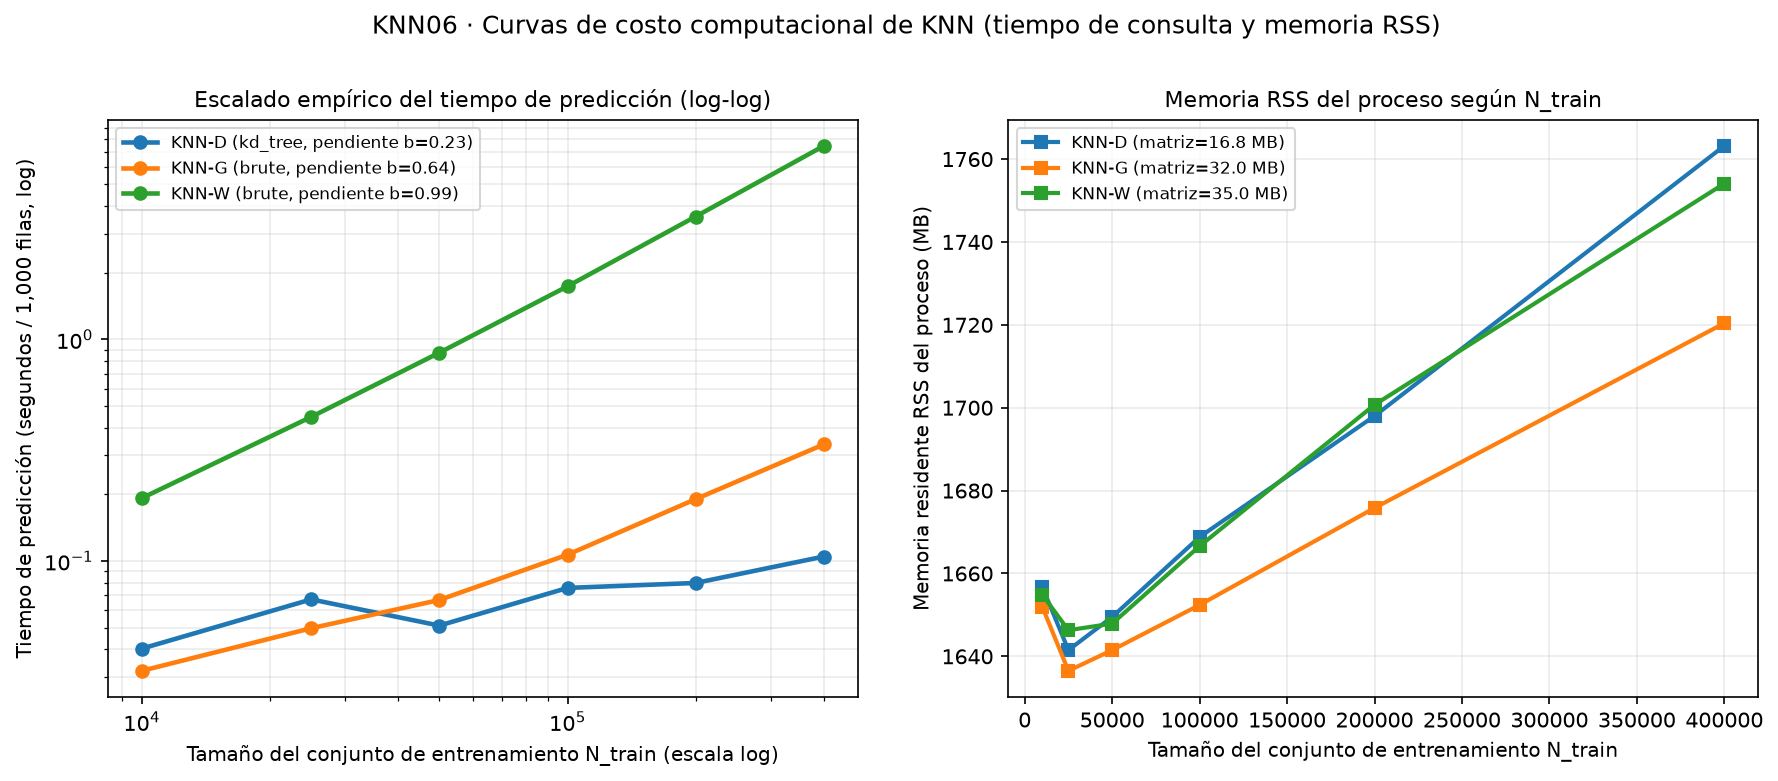 KNN06 · Curvas de costo computacional de KNN (tiempo de consulta y memoria RSS)
Escalado empírico del tiempo de predicción (log-log)
KNN-D (kd_tree, pendiente b=0.23)
KNN-G (brute, pendiente b=0.64)
KNN-W (brute, pendiente b=0.99)
Tiempo de predicción (segundos / 1,000 filas, log)
10⁰
10⁻¹
10⁴ 10⁵
Tamaño del conjunto de entrenamiento N_train (escala log)
Memoria RSS del proceso según N_train
KNN-D (matriz=16.8 MB)
KNN-G (matriz=32.0 MB)
KNN-W (matriz=35.0 MB)
Memoria residente RSS del proceso (MB)
1760
1740
1720
1700
1680
1660
1640
0 50000 100000 150000 200000 250000 300000 350000 400000
Tamaño del conjunto de entrenamiento N_train